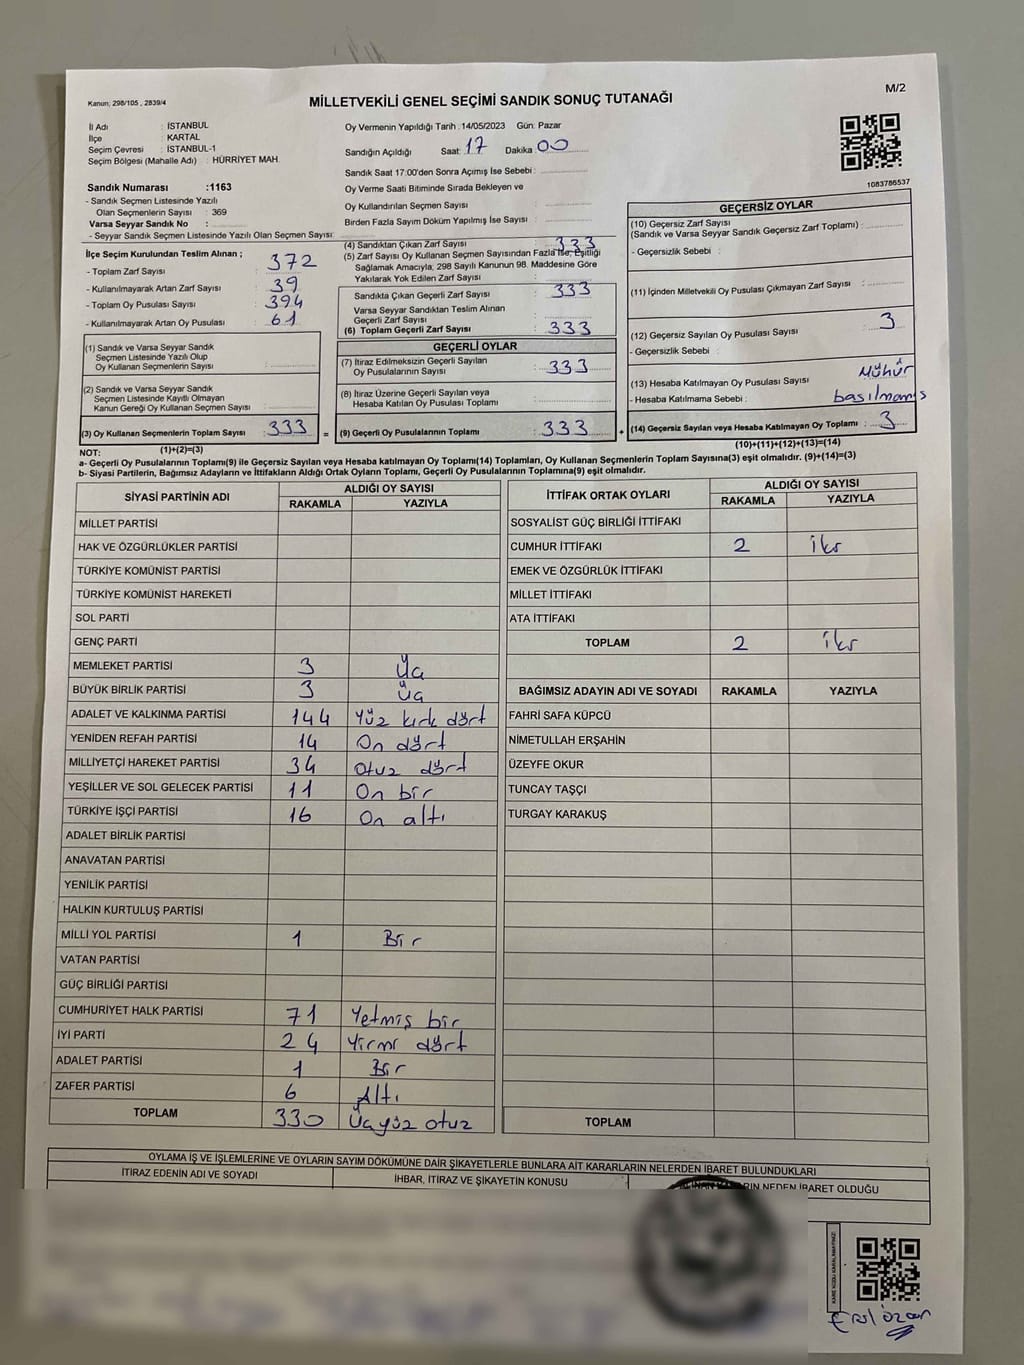 M/2
Kanun, 298/105 , 2839/4
MİLLETVEKİLİ GENEL SEÇİMİ SANDIK SONUÇ TUTANAĞI
İl Adı : İSTANBUL
İlçe : KARTAL
Seçim Çevresi : İSTANBUL-1
Seçim Bölgesi (Mahalle Adı) : HÜRRİYET MAH.
Sandık Numarası :1163
- Sandık Seçmen Listesinde Yazılı
Olan Seçmenlerin Sayısı : 369
Varsa Seyyar Sandık No :
- Seyyar Sandık Seçmen Listesinde Yazılı Olan Seçmen Sayısı:
İlçe Seçim Kurulundan Teslim Alınan ;
- Toplam Zarf Sayısı : 372
- Kullanılmayarak Artan Zarf Sayısı : 39
- Toplam Oy Pusulası Sayısı : 394
- Kullanılmayarak Artan Oy Pusulası : 61
(1) Sandık ve Varsa Seyyar Sandık
Seçmen Listesinde Yazılı Olup
Oy Kullanan Seçmenlerin Sayısı :
(2) Sandık ve Varsa Seyyar Sandık
Seçmen Listesinde Kayıtlı Olmayan
Kanun Gereği Oy Kullanan Seçmen Sayısı :
(3) Oy Kullanan Seçmenlerin Toplam Sayısı : 333
(1)+(2)=(3)
Oy Vermenin Yapıldığı Tarih :14/05/2023 Gün: Pazar
Sandığın Açıldığı Saat: 17 Dakika : 00
Sandık Saat 17:00'den Sonra Açımış İse Sebebi :
Oy Verme Saati Bitiminde Sırada Bekleyen ve
Oy Kullandırılan Seçmen Sayısı :
Birden Fazla Sayım Döküm Yapılmış İse Sayısı :
(4) Sandıktan Çıkan Zarf Sayısı : 333
(5) Zarf Sayısı Oy Kullanan Seçmen Sayısından Fazla İse, Eşitliği
Sağlamak Amacıyla, 298 Sayılı Kanunun 98. Maddesine Göre
Yakılarak Yok Edilen Zarf Sayısı :
Sandıkta Çıkan Geçerli Zarf Sayısı : 333
Varsa Seyyar Sandıktan Teslim Alınan
Geçerli Zarf Sayısı :
(6) Toplam Geçerli Zarf Sayısı : 333
GEÇERLİ OYLAR
(7) İtiraz Edilmeksizin Geçerli Sayılan
Oy Pusulalarının Sayısı : 333
(8) İtiraz Üzerine Geçerli Sayılan veya
Hesaba Katılan Oy Pusulası Toplamı :
= (9) Geçerli Oy Pusulalarının Toplamı : 333 +
1083786537
GEÇERSİZ OYLAR
(10) Geçersiz Zarf Sayısı
(Sandık ve Varsa Seyyar Sandık Geçersiz Zarf Toplamı) :
- Geçersizlik Sebebi :
(11) İçinden Milletvekili Oy Pusulası Çıkmayan Zarf Sayısı :
(12) Geçersiz Sayılan Oy Pusulası Sayısı : 3
- Geçersizlik Sebebi :
(13) Hesaba Katılmayan Oy Pusulası Sayısı : Mühür
- Hesaba Katılmama Sebebi : basılmamış
(14) Geçersiz Sayılan veya Hesaba Katılmayan Oy Toplamı : 3
(10)+(11)+(12)+(13)=(14)
NOT:
a- Geçerli Oy Pusulalarının Toplamı(9) ile Geçersiz Sayılan veya Hesaba katılmayan Oy Toplamı(14) Toplamları, Oy Kullanan Seçmenlerin Toplam Sayısına(3) eşit olmalıdır. (9)+(14)=(3)
b- Siyasi Partilerin, Bağımsız Adayların ve İttifakların Aldığı Ortak Oyların Toplamı, Geçerli Oy Pusulalarının Toplamına(9) eşit olmalıdır.
SİYASİ PARTİNİN ADI ALDIĞI OY SAYISI
RAKAMLA YAZIYLA
MİLLET PARTİSİ
HAK VE ÖZGÜRLÜKLER PARTİSİ
TÜRKİYE KOMÜNİST PARTİSİ
TÜRKİYE KOMÜNİST HAREKETİ
SOL PARTİ
GENÇ PARTİ
MEMLEKET PARTİSİ 3 Üç
BÜYÜK BİRLİK PARTİSİ 3 Üç
ADALET VE KALKINMA PARTİSİ 144 Yüz kırk dört
YENİDEN REFAH PARTİSİ 14 On dört
MİLLİYETÇİ HAREKET PARTİSİ 34 Otuz dört
YEŞİLLER VE SOL GELECEK PARTİSİ 11 On bir
TÜRKİYE İŞÇİ PARTİSİ 16 On altı
ADALET BİRLİK PARTİSİ
ANAVATAN PARTİSİ
YENİLİK PARTİSİ
HALKIN KURTULUŞ PARTİSİ
MİLLİ YOL PARTİSİ 1 Bir
VATAN PARTİSİ
GÜÇ BİRLİĞİ PARTİSİ
CUMHURİYET HALK PARTİSİ 71 Yetmiş bir
İYİ PARTİ 24 Yirmi dört
ADALET PARTİSİ 1 Bir
ZAFER PARTİSİ 6 Altı
TOPLAM 330 Üçyüz otuz
İTTİFAK ORTAK OYLARI ALDIĞI OY SAYISI
RAKAMLA YAZIYLA
SOSYALİST GÜÇ BİRLİĞİ İTTİFAKI
CUMHUR İTTİFAKI 2 İki
EMEK VE ÖZGÜRLÜK İTTİFAKI
MİLLET İTTİFAKI
ATA İTTİFAKI
TOPLAM 2 İki
BAĞIMSIZ ADAYIN ADI VE SOYADI RAKAMLA YAZIYLA
FAHRİ SAFA KÜPCÜ
NİMETULLAH ERŞAHİN
ÜZEYFE OKUR
TUNCAY TAŞÇI
TURGAY KARAKUŞ
TOPLAM
OYLAMA İŞ VE İŞLEMLERİNE VE OYLARIN SAYIM DÖKÜMÜNE DAİR ŞİKAYETLERLE BUNLARA AİT KARARLARIN NELERDEN İBARET BULUNDUKLARI
İTİRAZ EDENİN ADI VE SOYADI
İHBAR, İTİRAZ VE ŞİKAYETİN KONUSU
NEDEN İBARET OLDUĞU